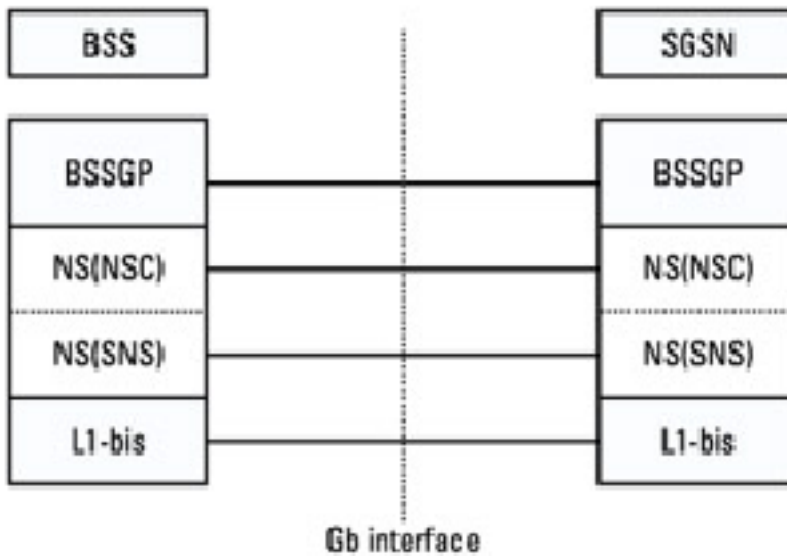 BSS
SGSN
BSSGP
BSSGP
NS(NSC)
NS(NSC)
NS(SNS)
NS(SNS)
L1-bis
L1-bis
Gb interface